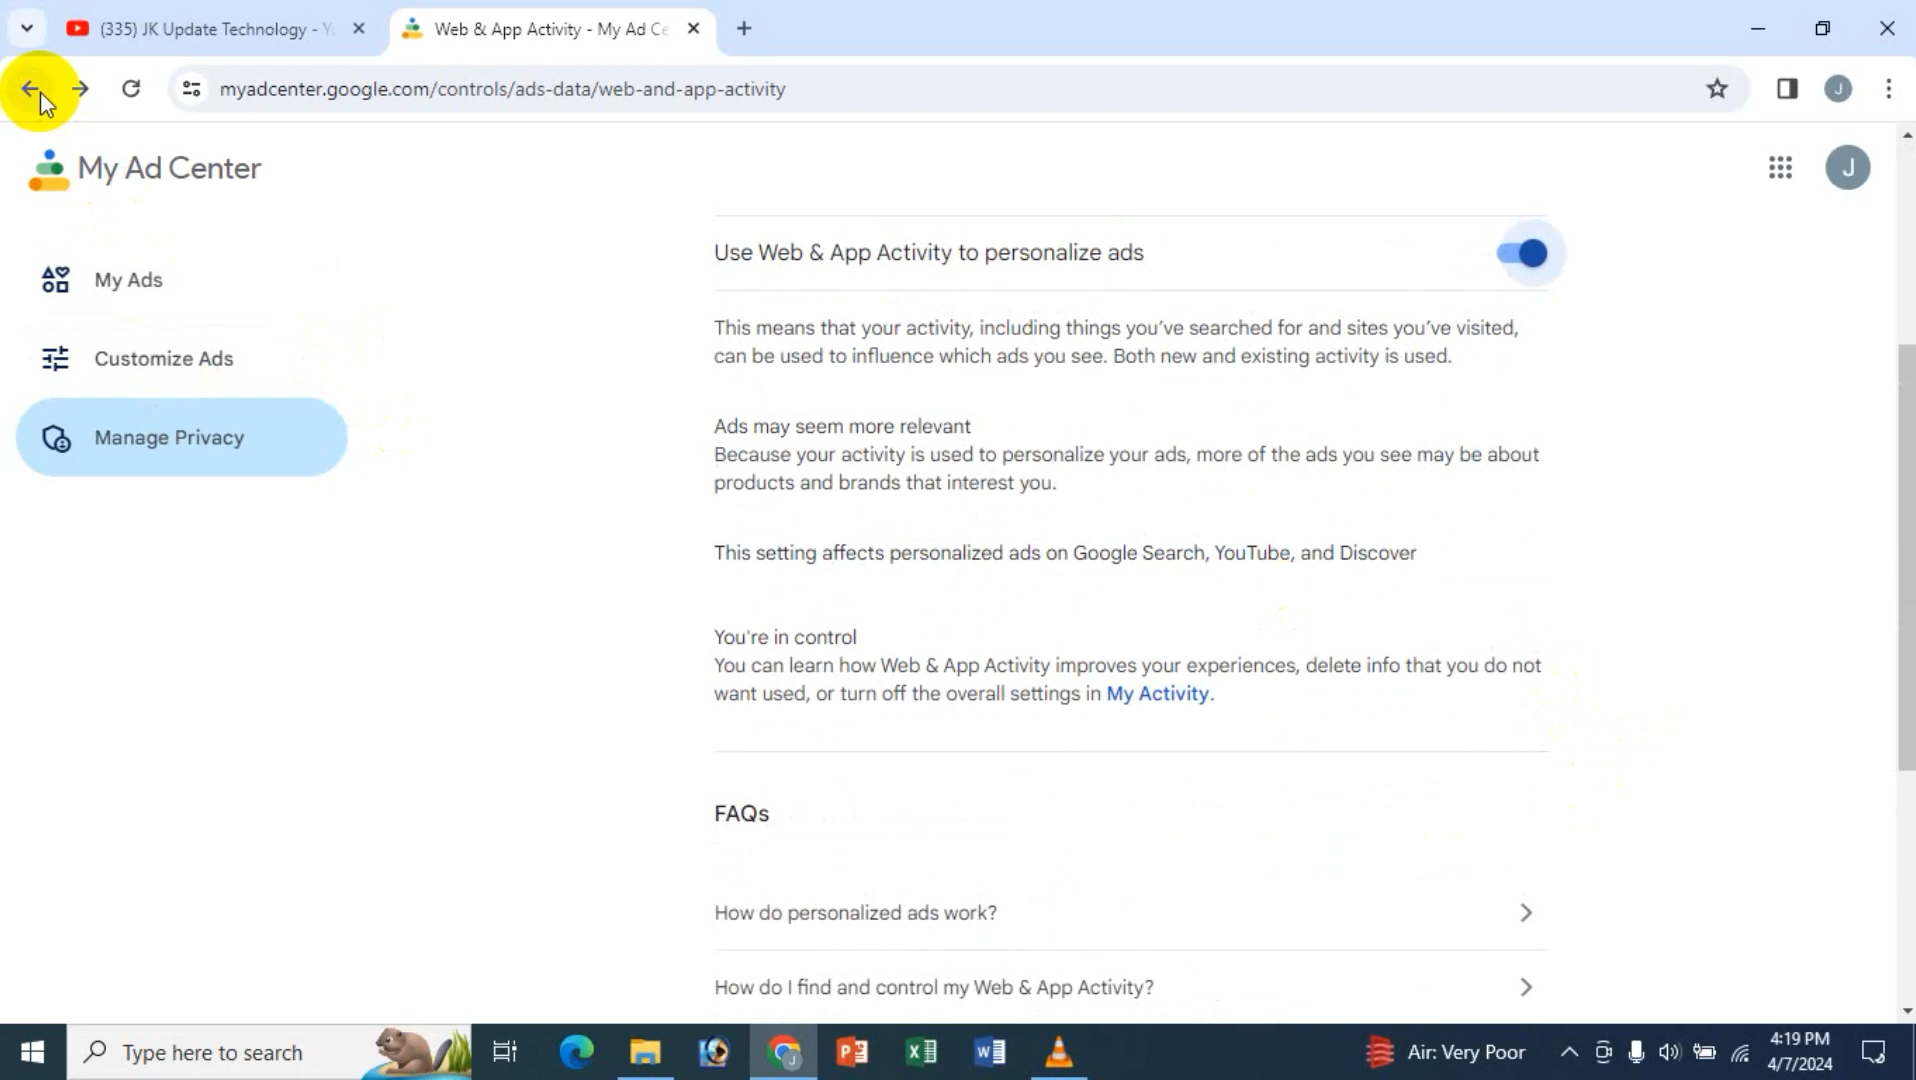 (335) JK Update Technology - Y
Web & App Activity - My Ad Ce
myadcenter.google.com/controls/ads-data/web-and-app-activity
J
My Ad Center
J
My Ads
Customize Ads
Manage Privacy
Use Web & App Activity to personalize ads
This means that your activity, including things you've searched for and sites you've visited,
can be used to influence which ads you see. Both new and existing activity is used.
Ads may seem more relevant
Because your activity is used to personalize your ads, more of the ads you see may be about
products and brands that interest you.
This setting affects personalized ads on Google Search, YouTube, and Discover
You're in control
You can learn how Web & App Activity improves your experiences, delete info that you do not
want used, or turn off the overall settings in My Activity.
FAQs
How do personalized ads work?
How do I find and control my Web & App Activity?
Type here to search
Air: Very Poor
4:19 PM
4/7/2024